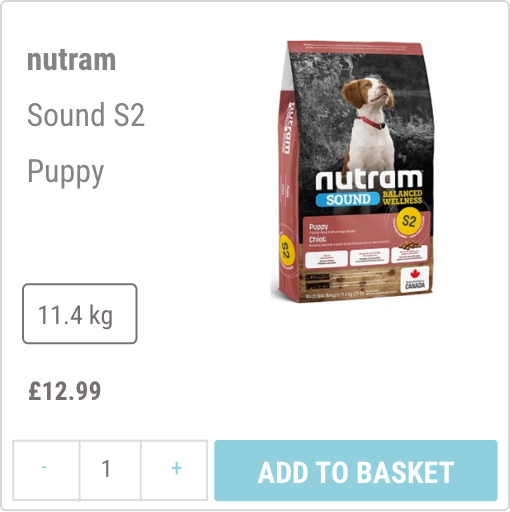 nutram
Sound S2
Puppy
nutram
SOUND
BALANCED
WELLNESS
S2
Puppy
Chiot
S2
nutram
CANADA
11.4 kg
£12.99
-
1
+
ADD TO BASKET